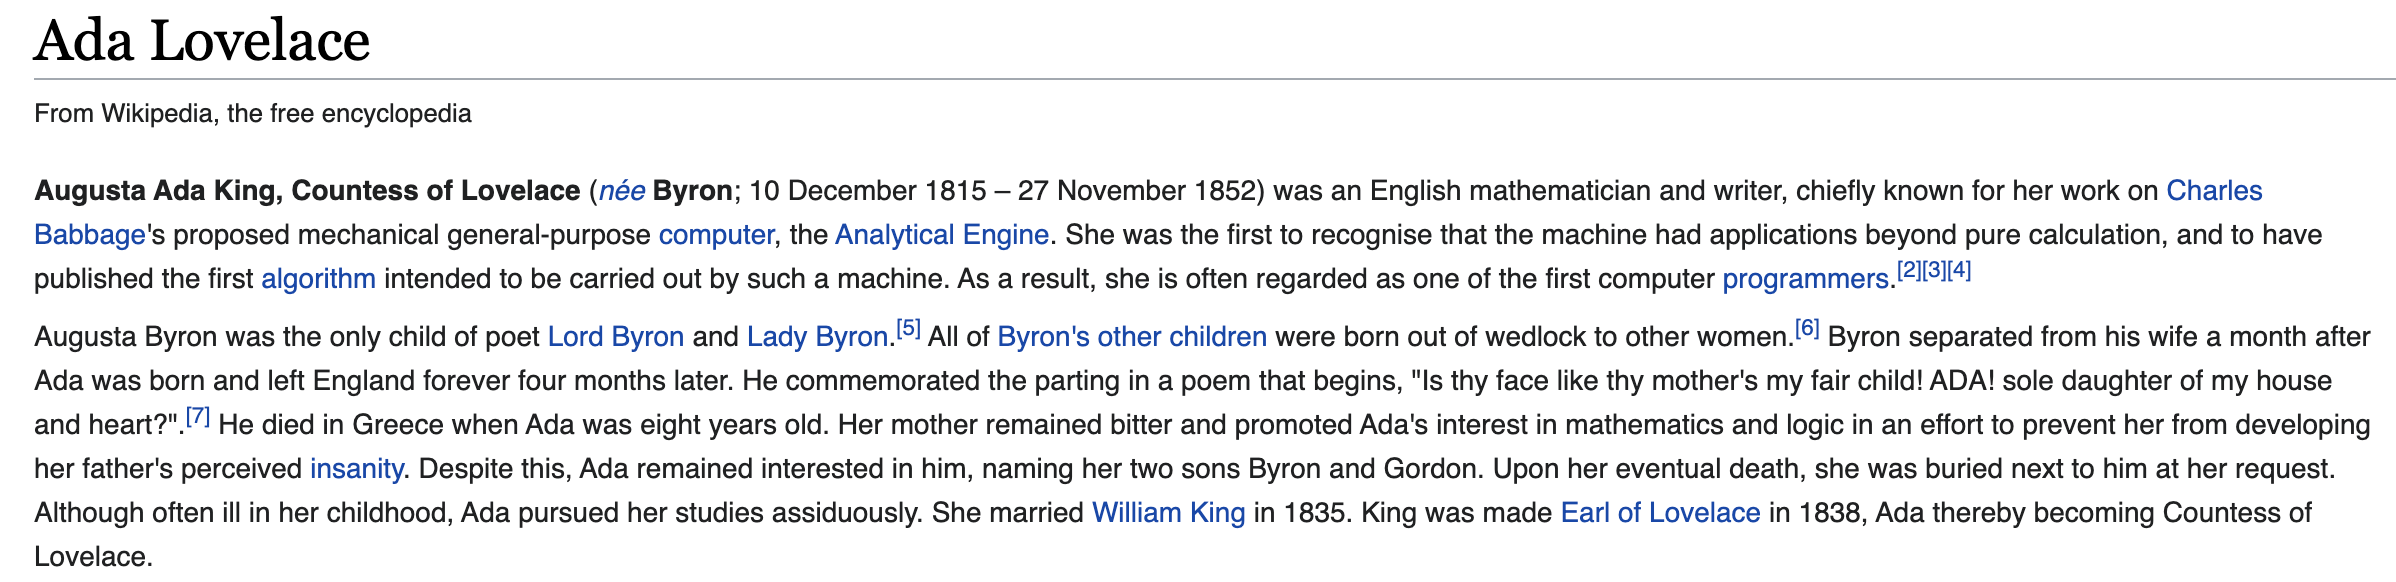 Ada Lovelace
From Wikipedia, the free encyclopedia
Augusta Ada King, Countess of Lovelace (née Byron; 10 December 1815 – 27 November 1852) was an English mathematician and writer, chiefly known for her work on Charles
Babbage's proposed mechanical general-purpose computer, the Analytical Engine. She was the first to recognise that the machine had applications beyond pure calculation, and to have
published the first algorithm intended to be carried out by such a machine. As a result, she is often regarded as one of the first computer programmers.[2][3][4]
Augusta Byron was the only child of poet Lord Byron and Lady Byron.[5] All of Byron's other children were born out of wedlock to other women.[6] Byron separated from his wife a month after
Ada was born and left England forever four months later. He commemorated the parting in a poem that begins, "Is thy face like thy mother's my fair child! ADA! sole daughter of my house
and heart?".[7] He died in Greece when Ada was eight years old. Her mother remained bitter and promoted Ada's interest in mathematics and logic in an effort to prevent her from developing
her father's perceived insanity. Despite this, Ada remained interested in him, naming her two sons Byron and Gordon. Upon her eventual death, she was buried next to him at her request.
Although often ill in her childhood, Ada pursued her studies assiduously. She married William King in 1835. King was made Earl of Lovelace in 1838, Ada thereby becoming Countess of
Lovelace.